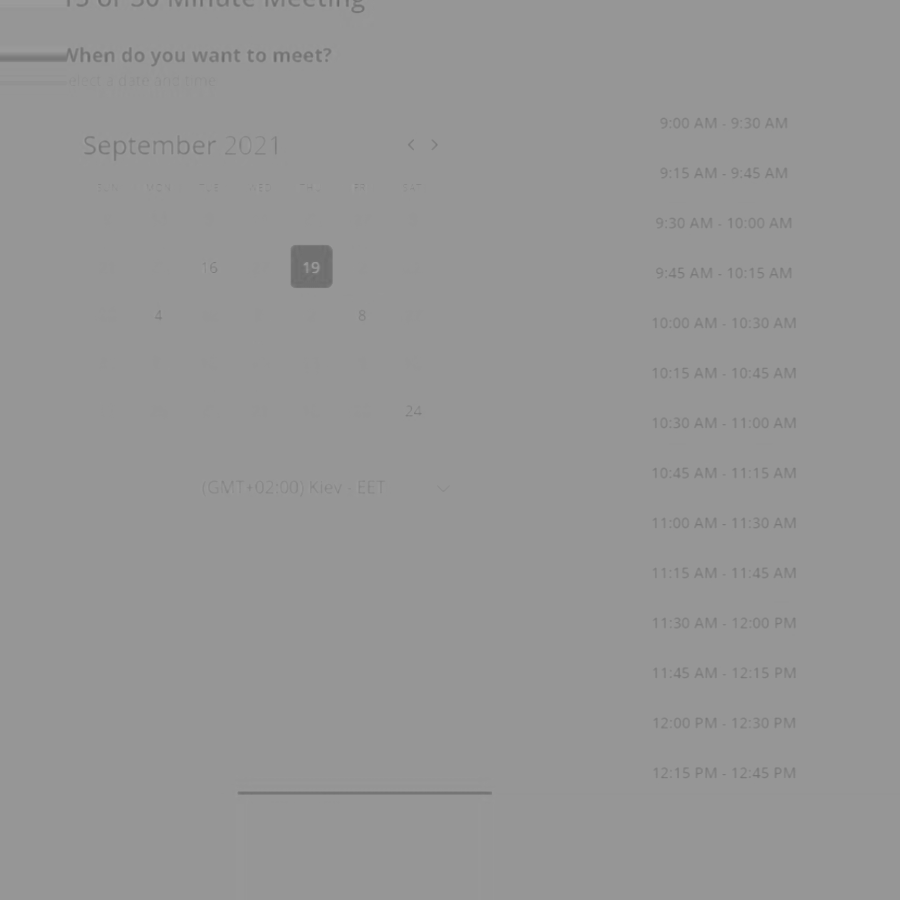 15 or 30 Minute Meeting
When do you want to meet?
Select a date and time
September 2021
SUN MON TUE WED THU FRI SAT
16 19
4 8
24
(GMT+02:00) Kiev - EET
9:00 AM - 9:30 AM
9:15 AM - 9:45 AM
9:30 AM - 10:00 AM
9:45 AM - 10:15 AM
10:00 AM - 10:30 AM
10:15 AM - 10:45 AM
10:30 AM - 11:00 AM
10:45 AM - 11:15 AM
11:00 AM - 11:30 AM
11:15 AM - 11:45 AM
11:30 AM - 12:00 PM
11:45 AM - 12:15 PM
12:00 PM - 12:30 PM
12:15 PM - 12:45 PM